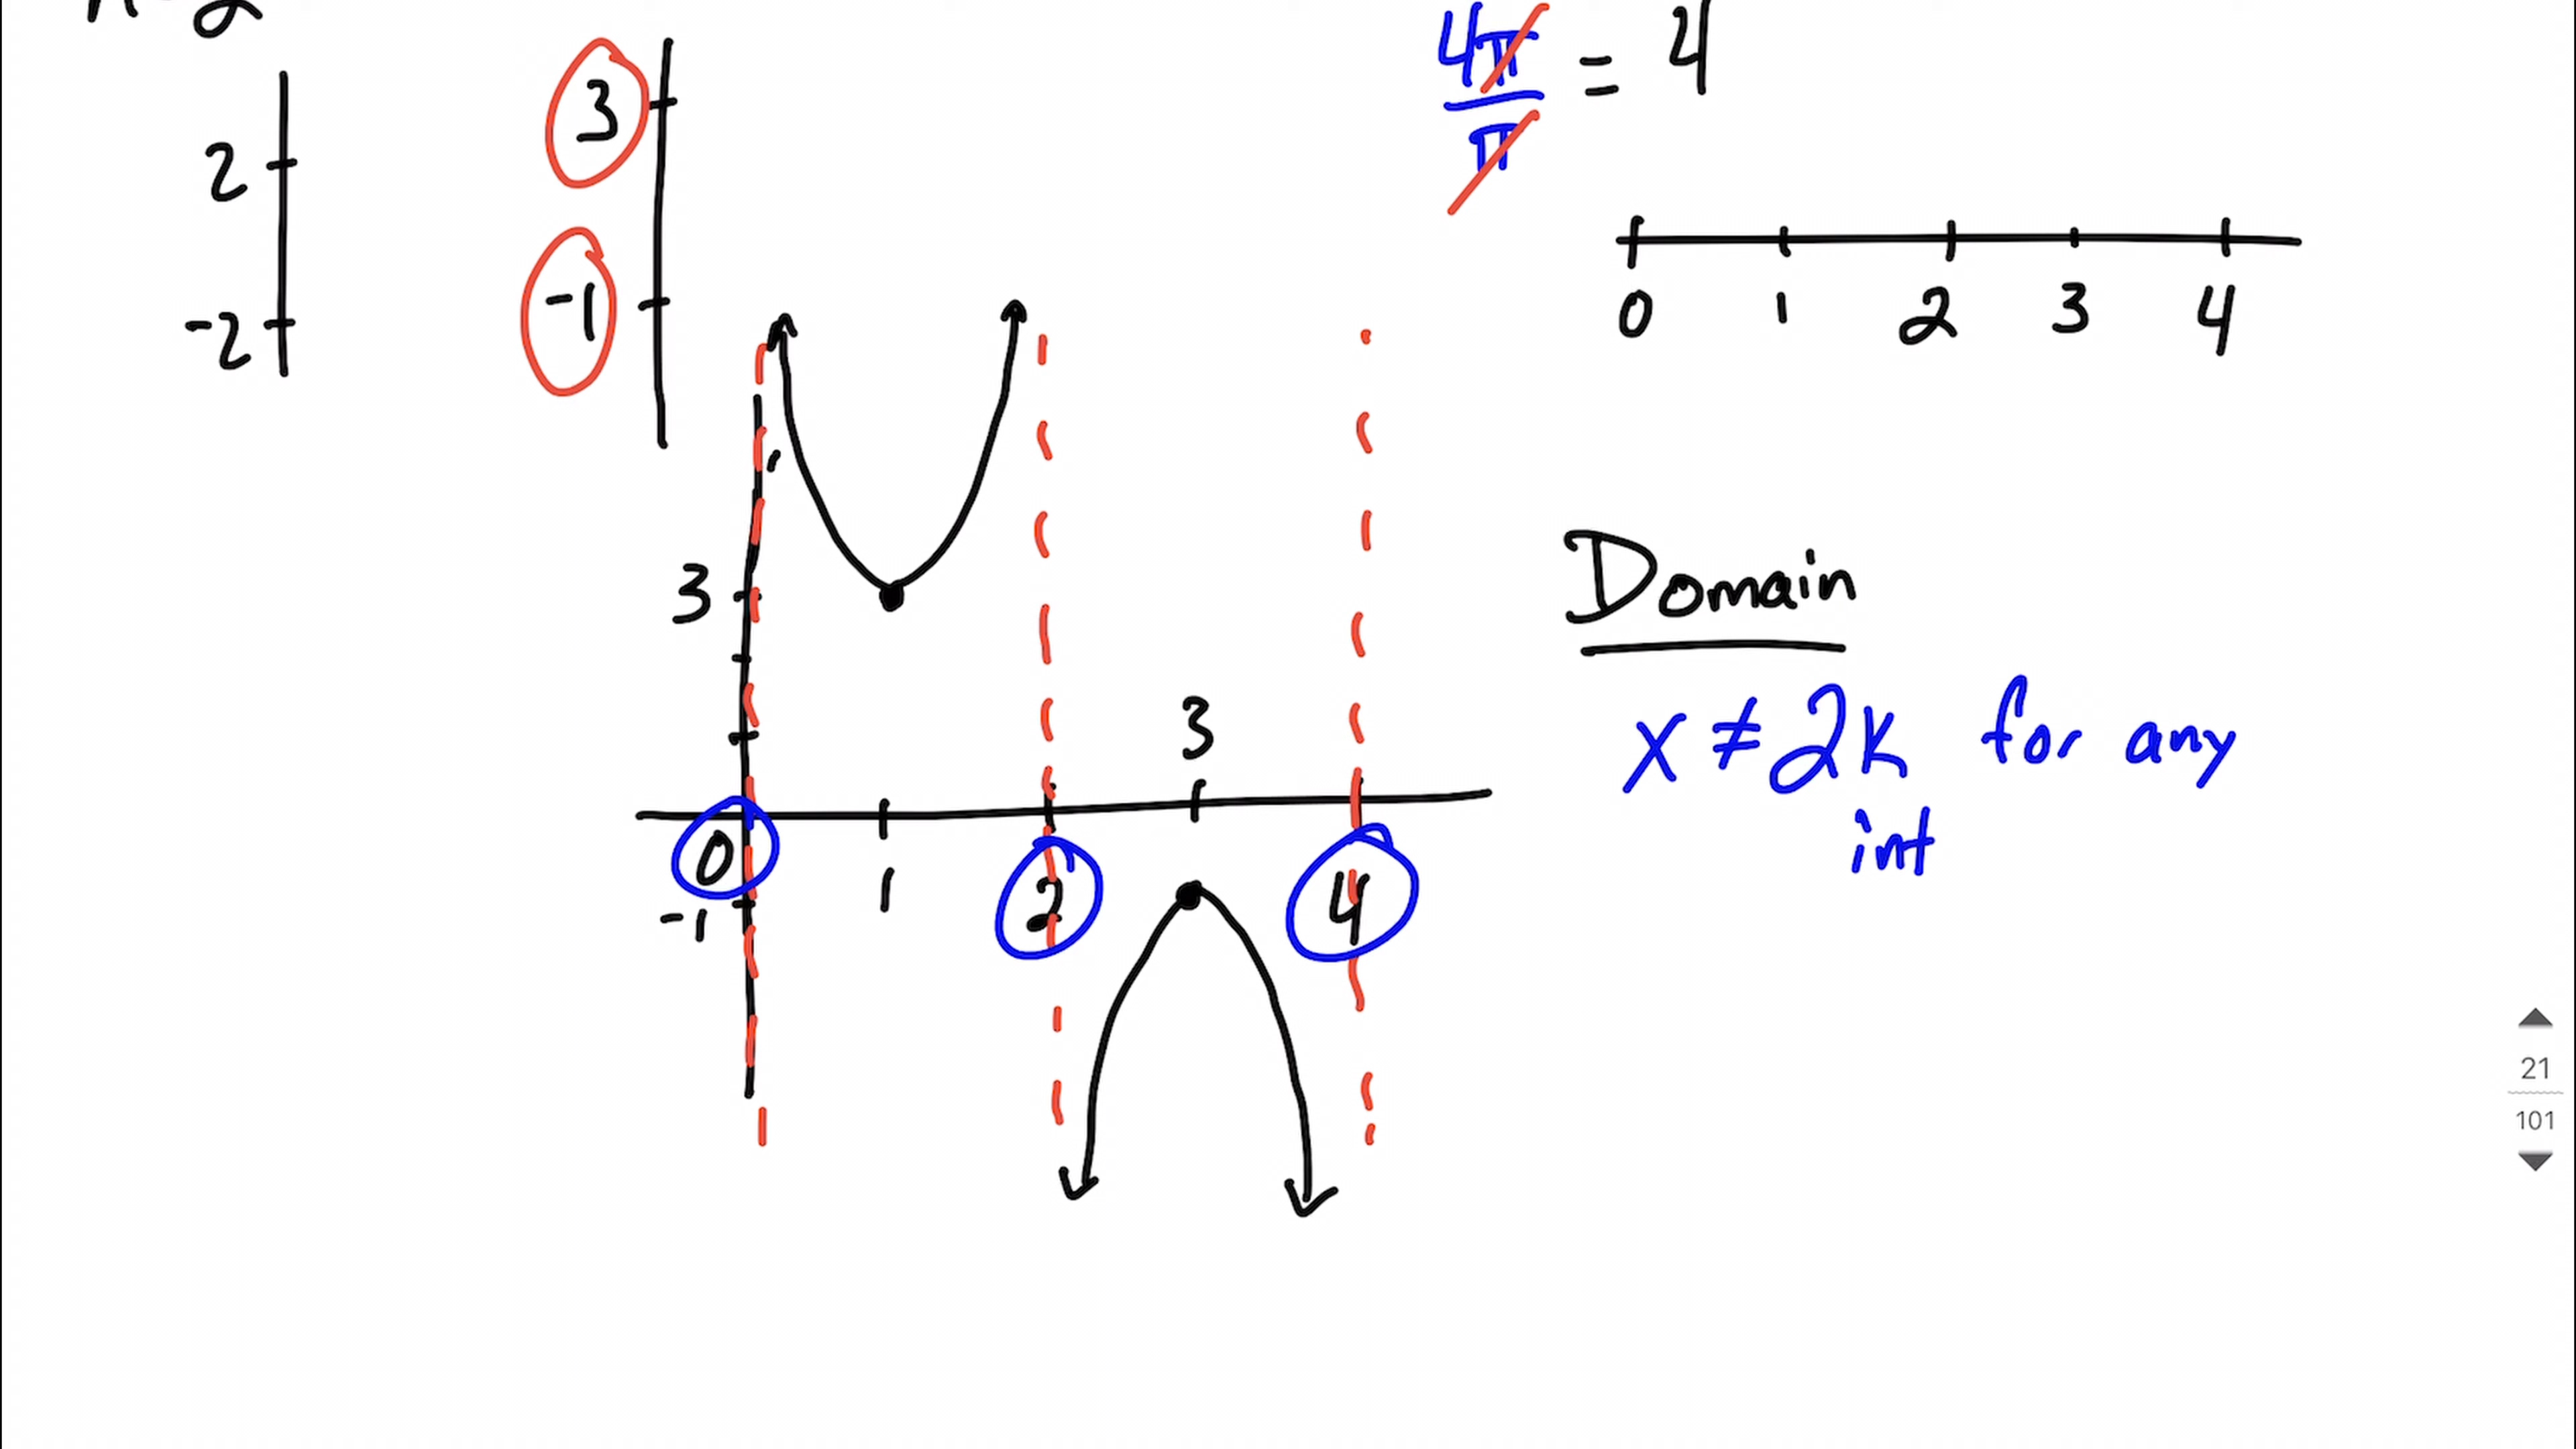 2
-2
3
-1
4π/π = 4
0 1 2 3 4
3
3
0 1 2 4
-1
Domain
x ≠ 2k for any
int
21
101